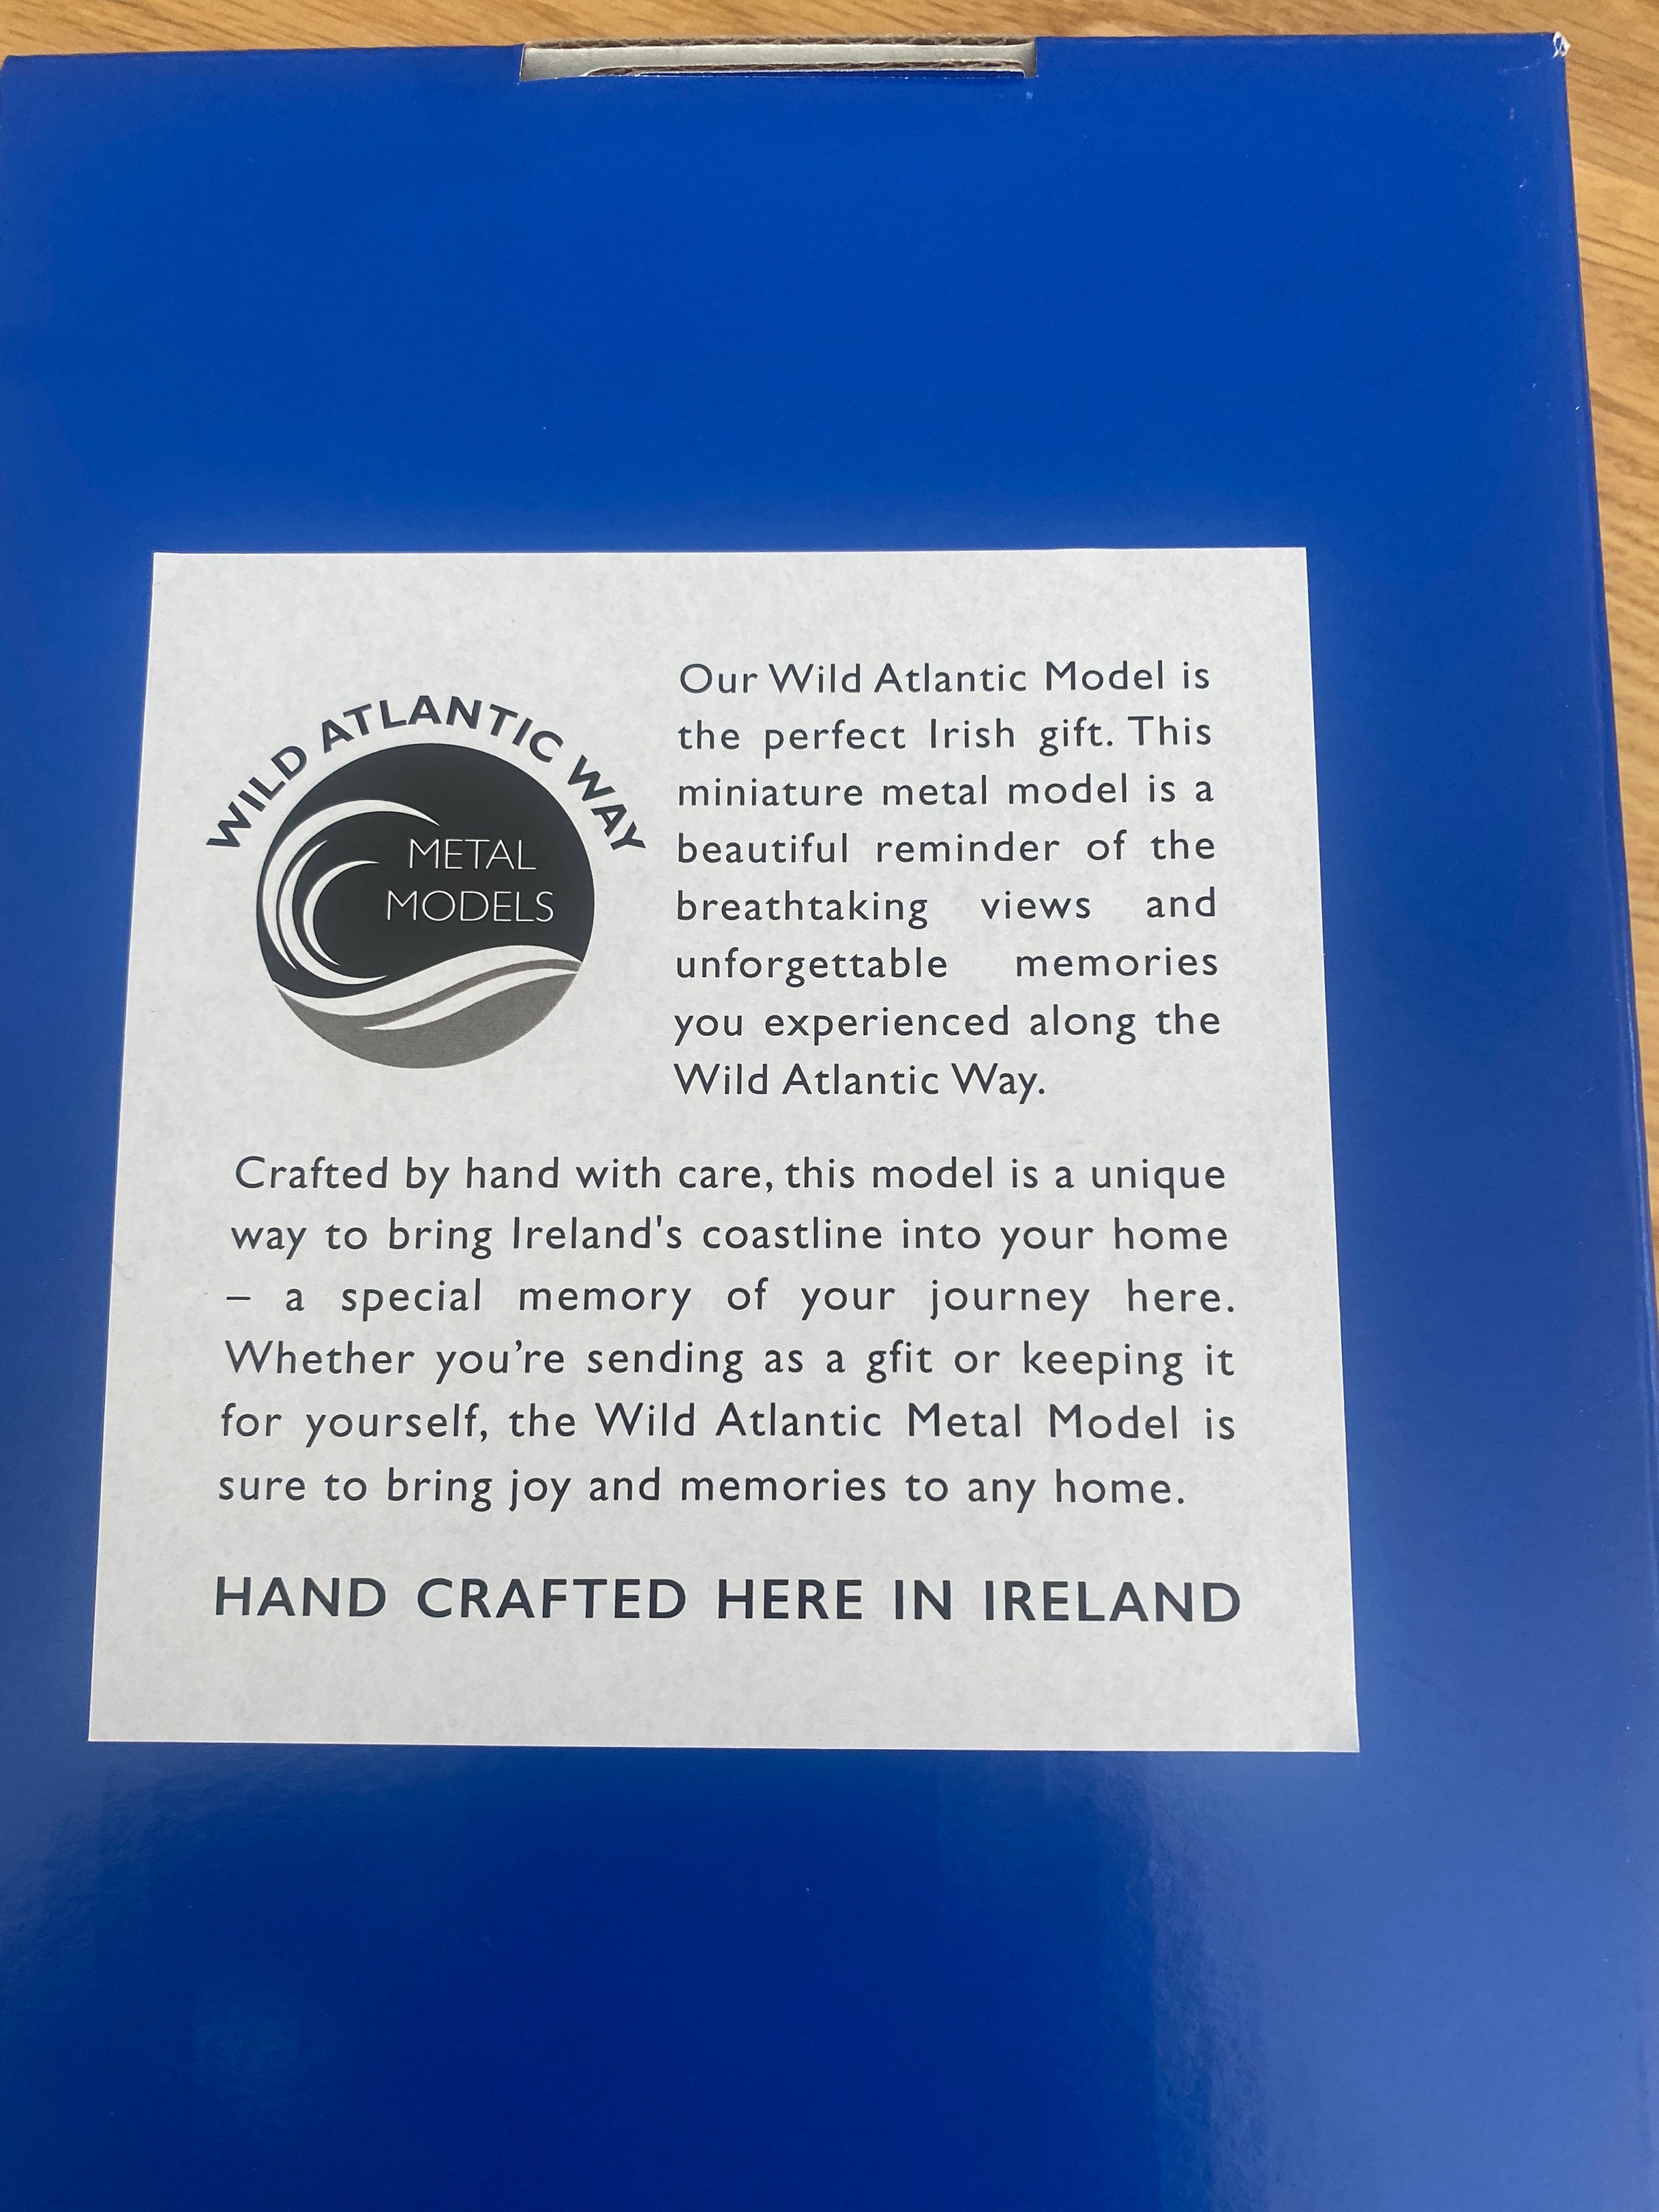 WILD ATLANTIC WAY
METAL
MODELS
Our Wild Atlantic Model is
the perfect Irish gift. This
miniature metal model is a
beautiful reminder of the
breathtaking views and
unforgettable memories
you experienced along the
Wild Atlantic Way.
Crafted by hand with care, this model is a unique
way to bring Ireland's coastline into your home
– a special memory of your journey here.
Whether you’re sending as a gfit or keeping it
for yourself, the Wild Atlantic Metal Model is
sure to bring joy and memories to any home.
HAND CRAFTED HERE IN IRELAND